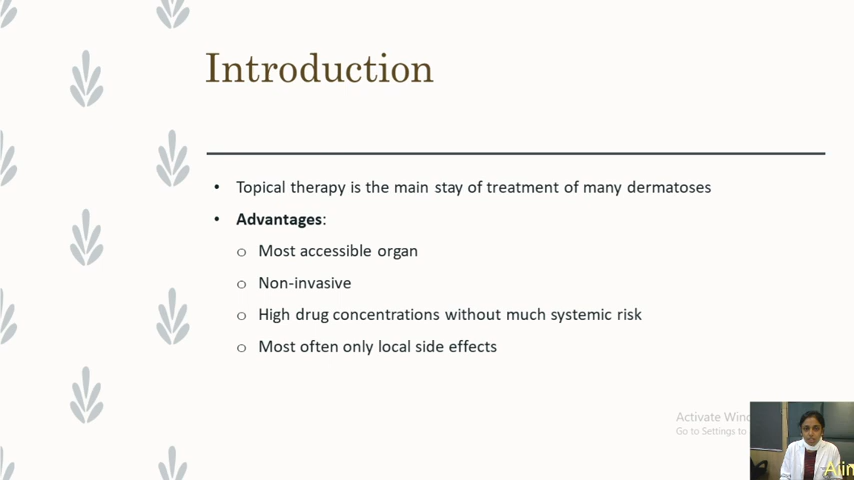 Introduction
• Topical therapy is the main stay of treatment of many dermatoses
• Advantages:
o Most accessible organ
o Non-invasive
o High drug concentrations without much systemic risk
o Most often only local side effects
Activate
Go to Settings to